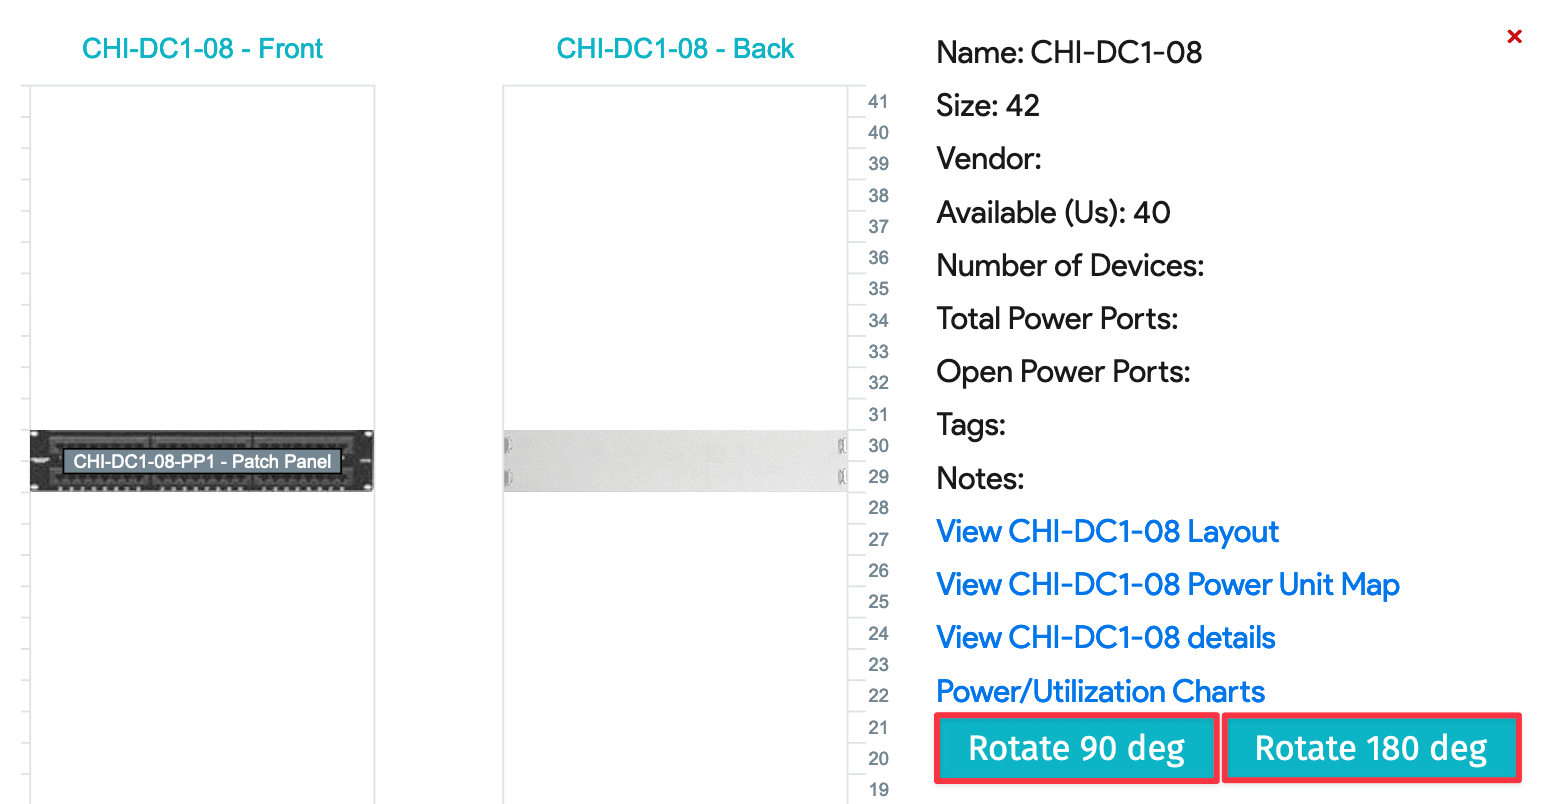 CHI-DC1-08 - Front
CHI-DC1-08 - Back
41
40
39
38
37
36
35
34
33
32
31
30
29
28
27
26
25
24
23
22
21
20
19
CHI-DC1-08-PP1 - Patch Panel
×
Name: CHI-DC1-08
Size: 42
Vendor:
Available (Us): 40
Number of Devices:
Total Power Ports:
Open Power Ports:
Tags:
Notes:
View CHI-DC1-08 Layout
View CHI-DC1-08 Power Unit Map
View CHI-DC1-08 details
Power/Utilization Charts
Rotate 90 deg
Rotate 180 deg